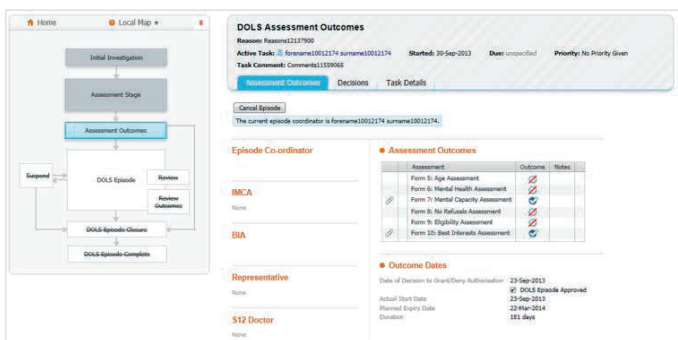 Home
Local Map
Initial Investigation
Assessment Stage
Assessment Outcomes
Suspend
DOLS Episode
Review
Review
Outcomes
DOLS Episode Closure
DOLS Episode Complete
DOLS Assessment Outcomes
Reason: Reasons12137900
Active Task: forename10012174 surname10012174 Started: 30-Sep-2013 Due: unspecified Priority: No Priority Given
Task Comment: Comments11559065
Assessment Outcomes Decisions Task Details
Cancel Episode
The current episode coordinator is forename10012174 surname10012174.
Episode Co-ordinator
IMCA
None
BIA
Representative
None
S12 Doctor
None
Assessment Outcomes
Assessment Outcome Notes
Form 5: Age Assessment
Form 6: Mental Health Assessment
Form 7: Mental Capacity Assessment
Form 8: No Refusals Assessment
Form 9: Eligibility Assessment
Form 10: Best Interests Assessment
Outcome Dates
Date of Decision to Grant/Deny Authorisation 23-Sep-2013
DOLS Episode Approved
Actual Start Date 23-Sep-2013
Planned Expiry Date 22-Mar-2014
Duration 181 days